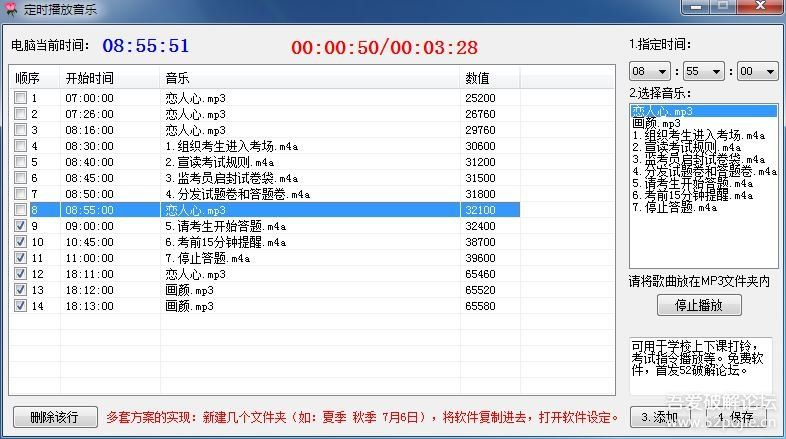 定时播放音乐
电脑当前时间： 08:55:51 00:00:50/00:03:28
顺序 开始时间 音乐 数值
1 07:00:00 恋人心.mp3 25200
2 07:26:00 恋人心.mp3 26760
3 08:16:00 恋人心.mp3 29760
4 08:30:00 1.组织考生进入考场.m4a 30600
5 08:40:00 2.宣读考试规则.m4a 31200
6 08:45:00 3.监考员启封试卷袋.m4a 31500
7 08:50:00 4.分发试题卷和答题卷.m4a 31800
8 08:55:00 恋人心.mp3 32100
9 09:00:00 5.请考生开始答题.m4a 32400
10 10:45:00 6.考前15分钟提醒.m4a 38700
11 11:00:00 7.停止答题.m4a 39600
12 18:11:00 恋人心.mp3 65460
13 18:12:00 画颜.mp3 65520
14 18:13:00 画颜.mp3 65580
1.指定时间：
08 : 55 : 00
2.选择音乐：
恋人心.mp3
画颜.mp3
1.组织考生进入考场.m4a
2.宣读考试规则.m4a
3.监考员启封试卷袋.m4a
4.分发试题卷和答题卷.m4a
5.请考生开始答题.m4a
6.考前15分钟提醒.m4a
7.停止答题.m4a
请将歌曲放在MP3文件夹内
停止播放
可用于学校上下课打铃，
考试指令播放等。免费软
件，首发52破解论坛。
删除该行 多套方案的实现：新建几个文件夹（如：夏季 秋季 7月6日），将软件复制进去，打开软件设定。
3.添加 4.保存
吾爱破解论坛
www.52pojie.cn